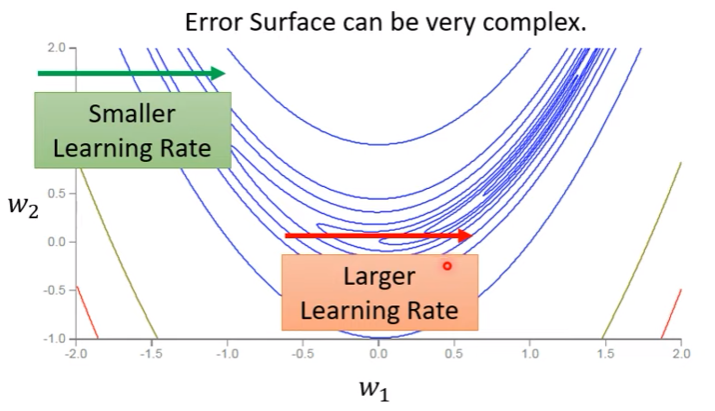 Error Surface can be very complex.
2.0
Smaller
Learning Rate
w₂
0.5
0.0
-0.5
-1.0
Larger
Learning Rate
-2.0 -1.5 -1.0 -0.5 0.0 0.5 1.0 1.5 2.0
w₁